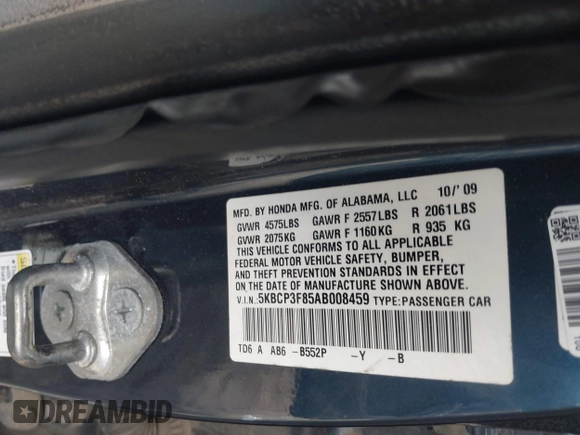 MFD. BY HONDA MFG. OF ALABAMA, LLC 10/'09
GVWR 4575LBS GAWR F 2557LBS R 2061LBS
GVWR 2075KG GAWR F 1160KG R 935 KG
THIS VEHICLE CONFORMS TO ALL APPLICABLE
FEDERAL MOTOR VEHICLE SAFETY, BUMPER,
AND THEFT PREVENTION STANDARDS IN EFFECT
ON THE DATE OF MANUFACTURE SHOWN ABOVE.
V.I.N.: 5KBCP3F85AB008459 TYPE: PASSENGER CAR
TD6 A AB6 -B552P -Y -B
DREAMBID